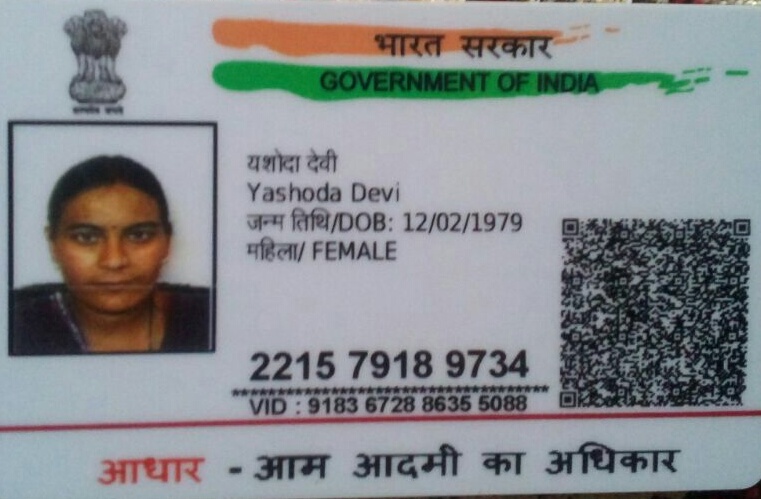 भारत सरकार
GOVERNMENT OF INDIA
यशोदा देवी
Yashoda Devi
जन्म तिथि/DOB: 12/02/1979
महिला/ FEMALE
2215 7918 9734
VID : 9183 6728 8635 5088
आधार - आम आदमी का अधिकार